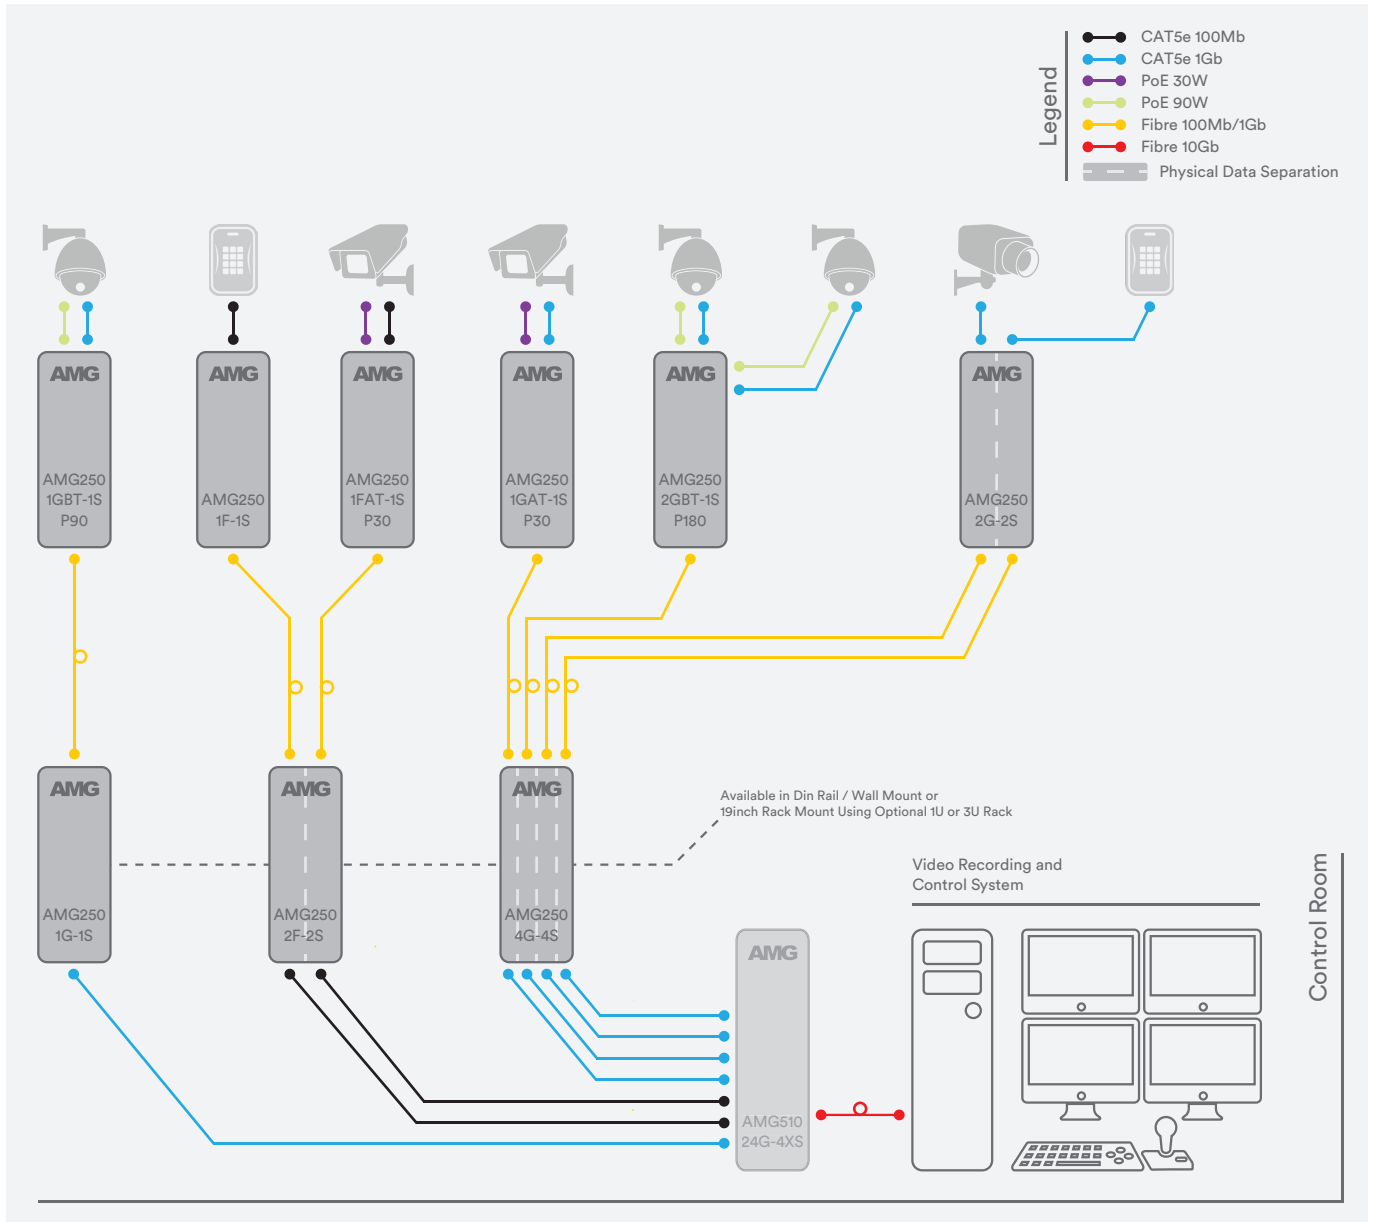 Legend
CAT5e 100Mb
CAT5e 1Gb
PoE 30W
PoE 90W
Fibre 100Mb/1Gb
Fibre 10Gb
Physical Data Separation
AMG
AMG250
1GBT-1S
P90
AMG
AMG250
1F-1S
AMG
AMG250
1FAT-1S
P30
AMG
AMG250
1GAT-1S
P30
AMG
AMG250
2GBT-1S
P180
AMG
AMG250
2G-2S
AMG
AMG250
1G-1S
AMG
AMG250
2F-2S
AMG
AMG250
4G-4S
Available in Din Rail / Wall Mount or
19inch Rack Mount Using Optional 1U or 3U Rack
AMG
AMG510
24G-4XS
Video Recording and
Control System
Control Room